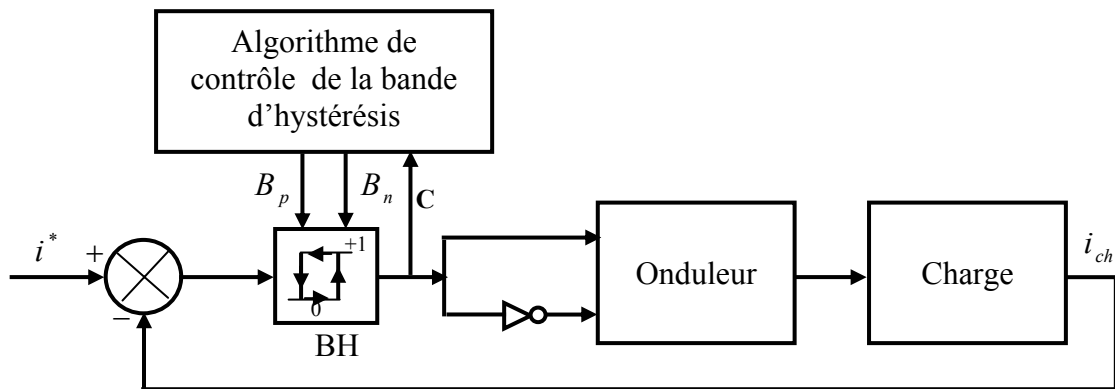 Algorithme de
contrôle de la bande
d'hystérésis
B_p
B_n
C
i*
+
−
+1
0
BH
Onduleur
Charge
i_ch